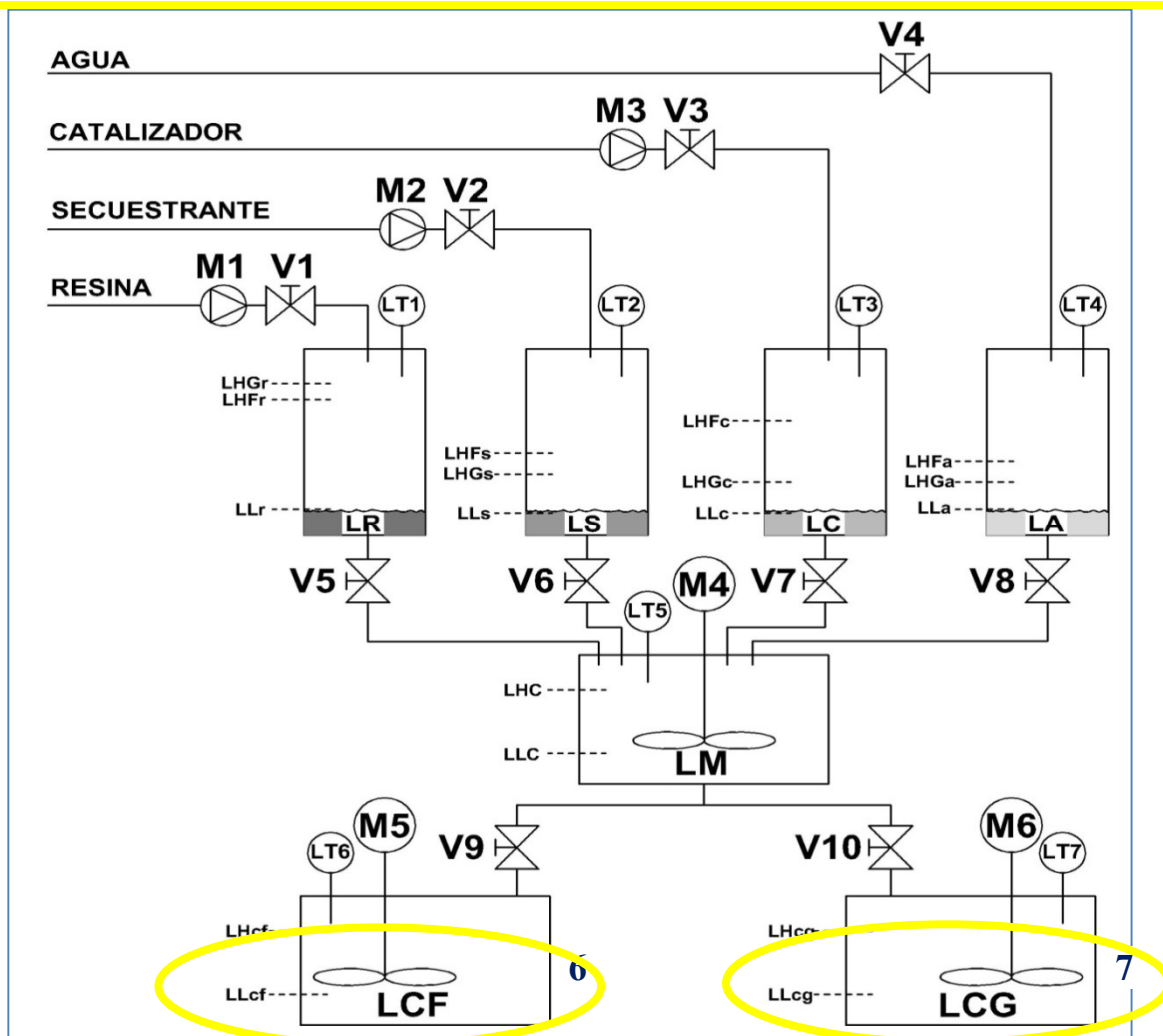 V4
AGUA
M3 V3
CATALIZADOR
M2 V2
SECUESTRANTE
M1 V1
RESINA
LT1 LT2 LT3 LT4
LHGr
LHFr
LHFc
LHFs
LHGs
LHFa
LHGc
LHGa
LLr
LLs
LLc
LLa
LR LS LC LA
V5 V6 M4 V7 V8
LT5
LHC
LLC
LM
M5 V9 V10 M6
LT6 LT7
LHcf
LHcg
6 7
LLcf
LLcg
LCF LCG